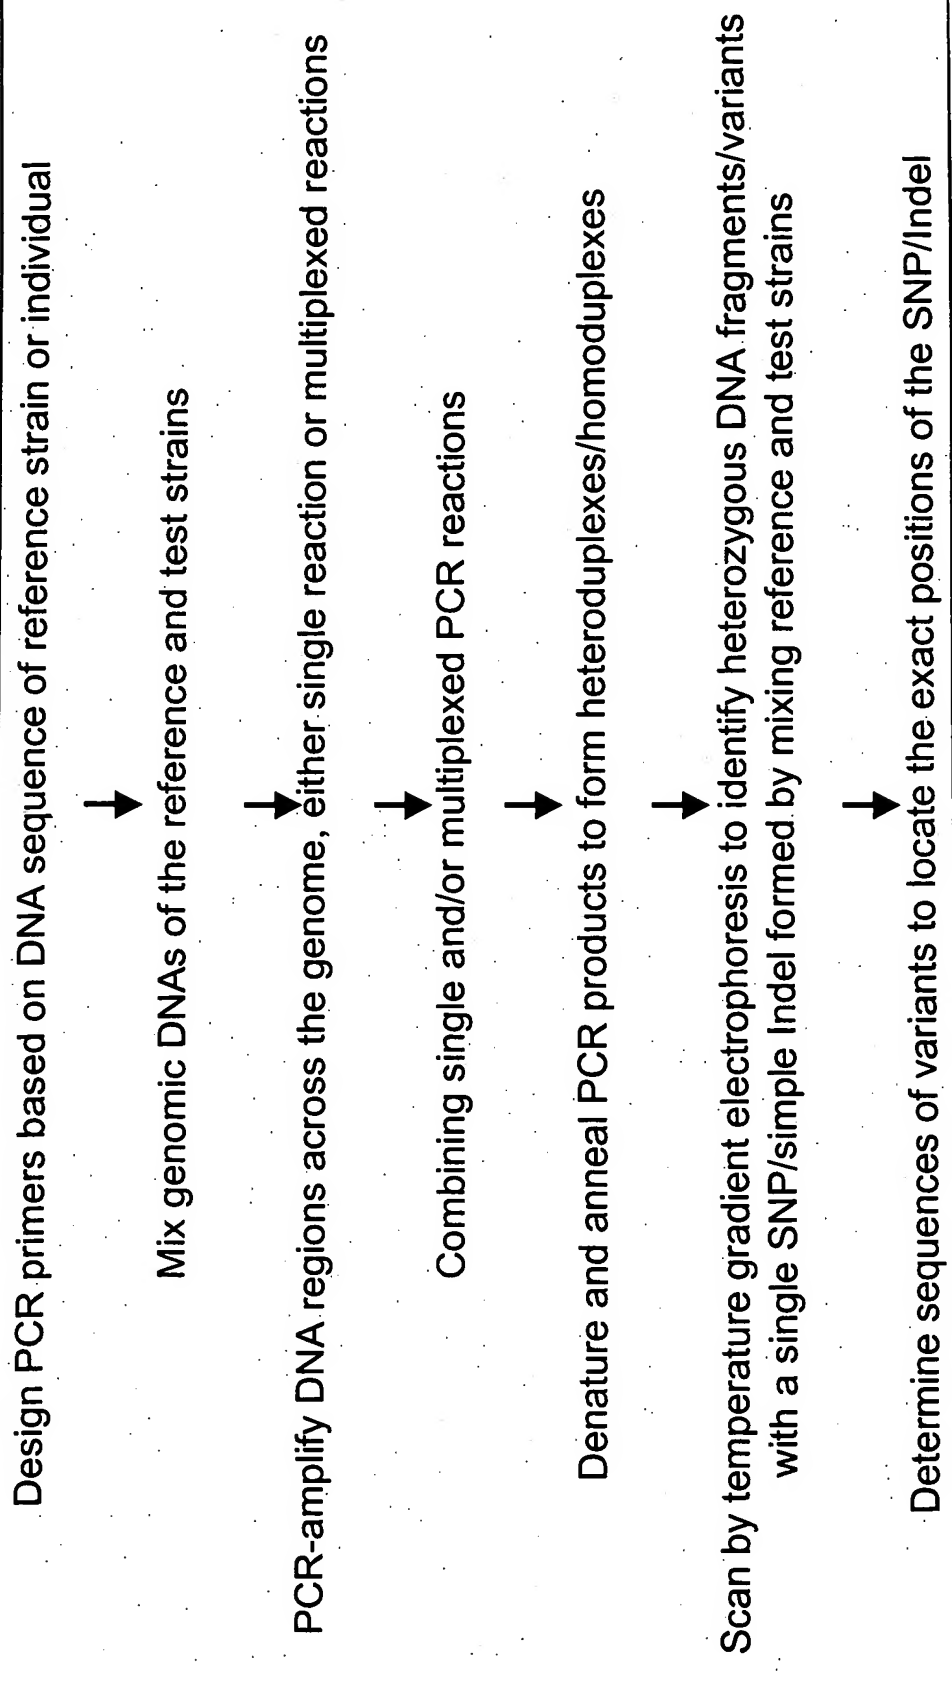 Design PCR primers based on DNA sequence of reference strain or individual
Mix genomic DNAs of the reference and test strains
PCR-amplify DNA regions across the genome, either single reaction or multiplexed reactions
Combining single and/or multiplexed PCR reactions
Denature and anneal PCR products to form heteroduplexes/homoduplexes
Scan by temperature gradient electrophoresis to identify heterozygous DNA fragments/variants
with a single SNP/simple Indel formed by mixing reference and test strains
Determine sequences of variants to locate the exact positions of the SNP/Indel